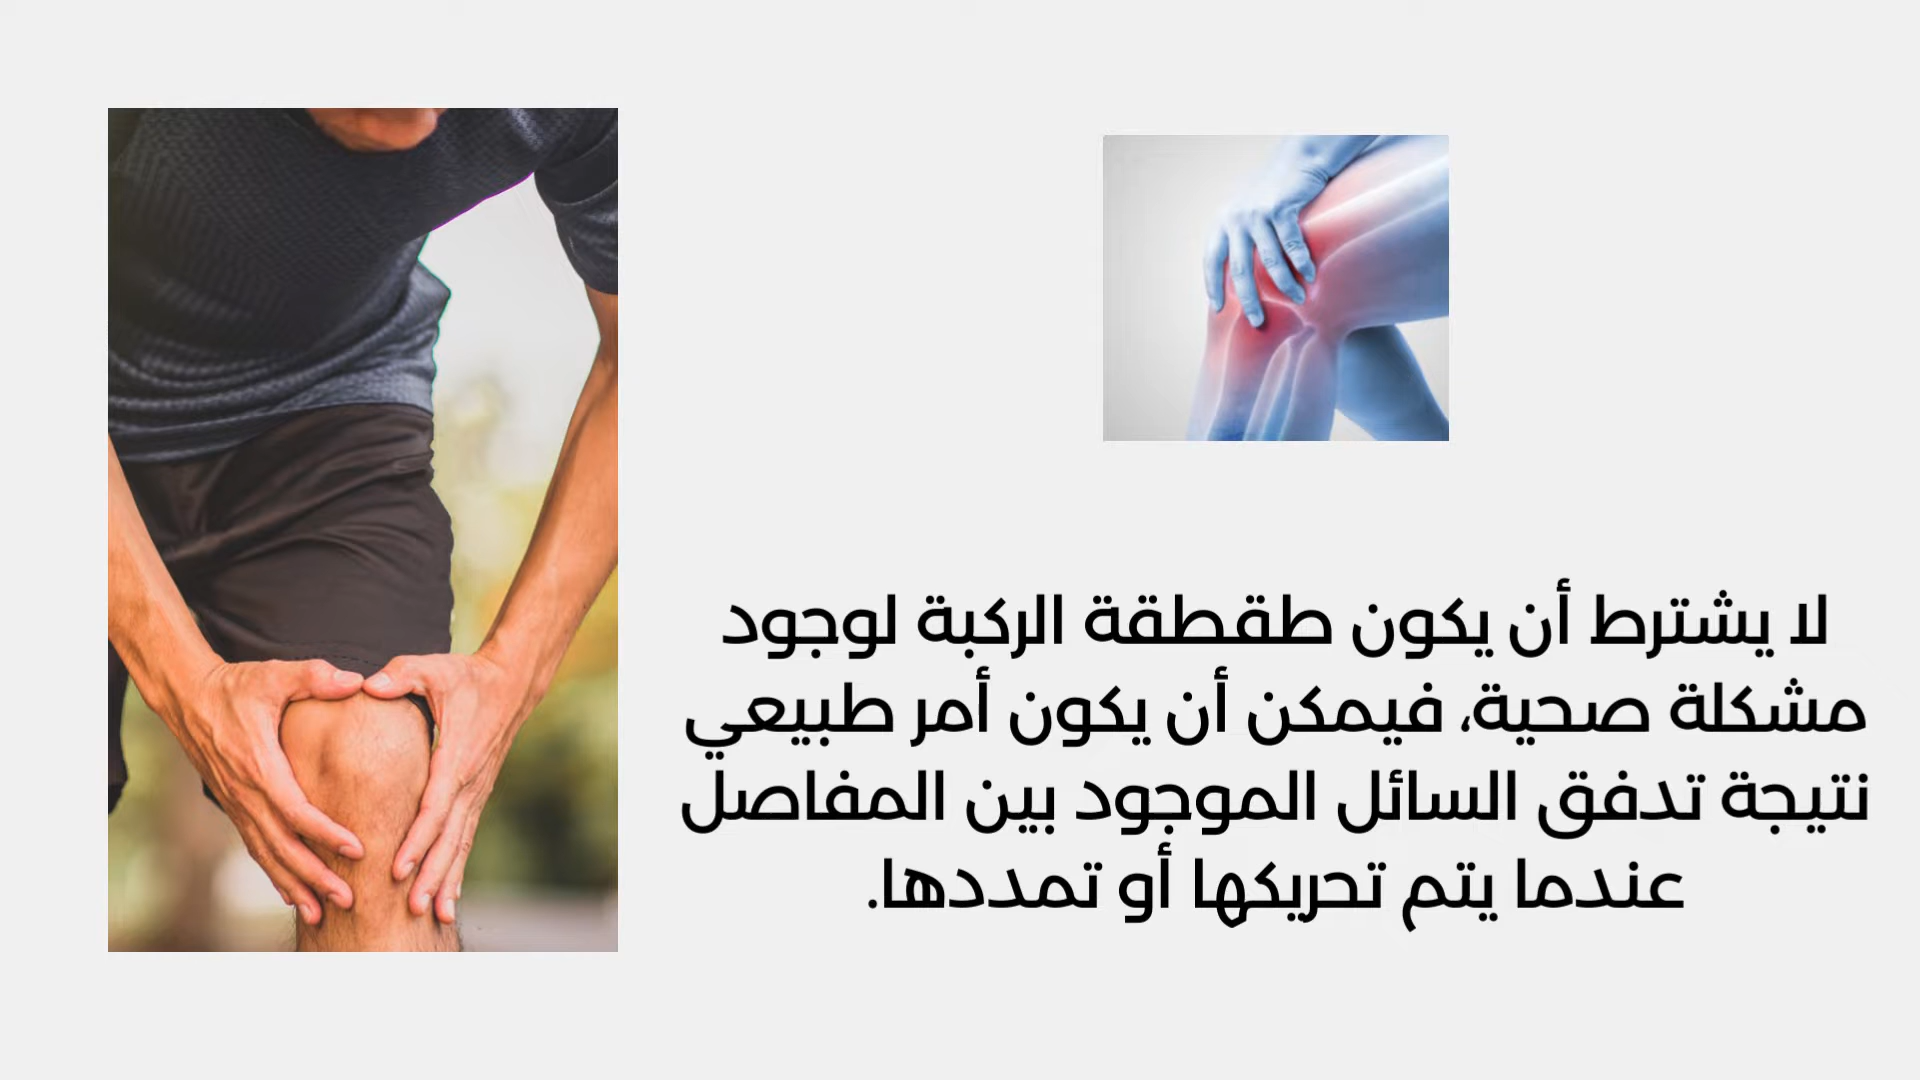 لا يشترط أن يكون طقطقة الركبة لوجود
مشكلة صحية، فيمكن أن يكون أمر طبيعي
نتيجة تدفق السائل الموجود بين المفاصل
عندما يتم تحريكها أو تمددها.